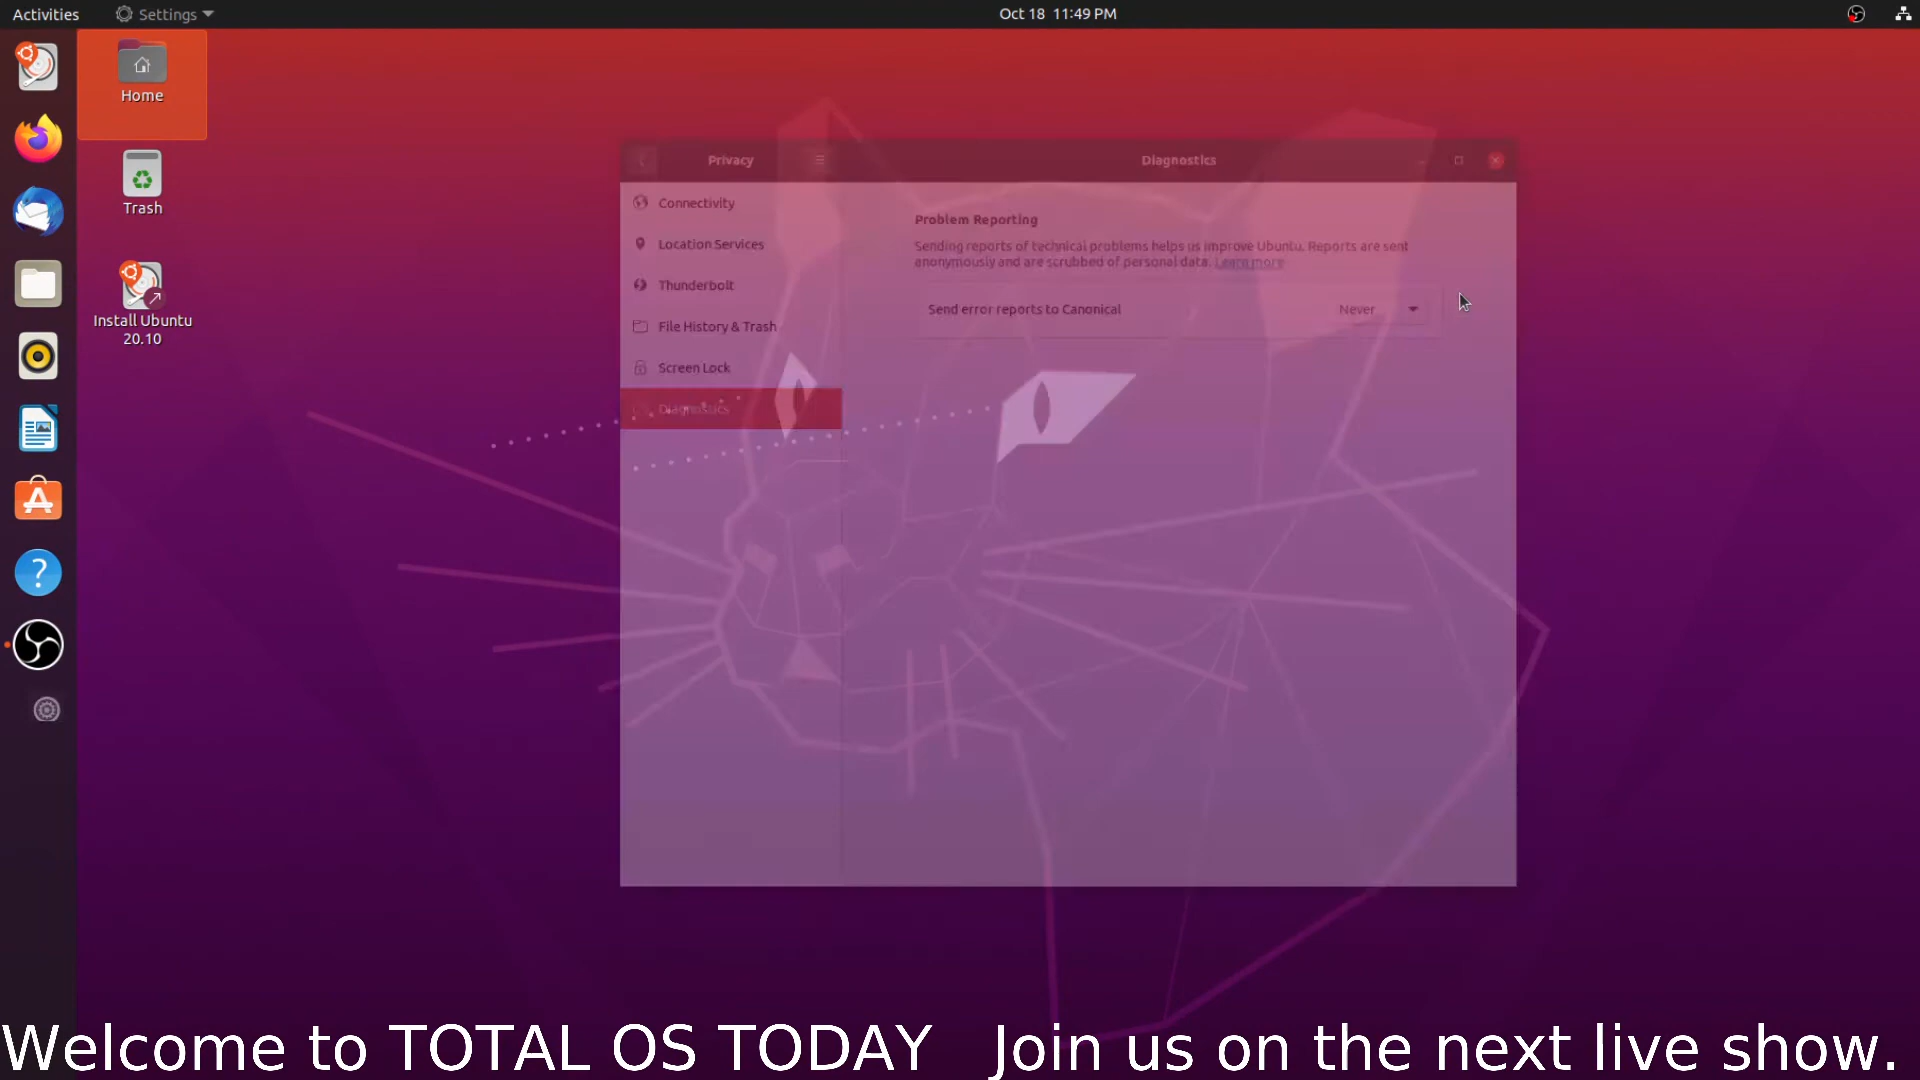 Activities
Settings
Oct 18 11:49 PM
Home
Trash
Install Ubuntu
20.10
Privacy
Diagnostics
Connectivity
Location Services
Thunderbolt
File History & Trash
Screen Lock
Diagnostics
Problem Reporting
Sending reports of technical problems helps us improve Ubuntu. Reports are sent
anonymously and are scrubbed of personal data. Learn more
Send error reports to Canonical
Never
Welcome to TOTAL OS TODAY Join us on the next live show.